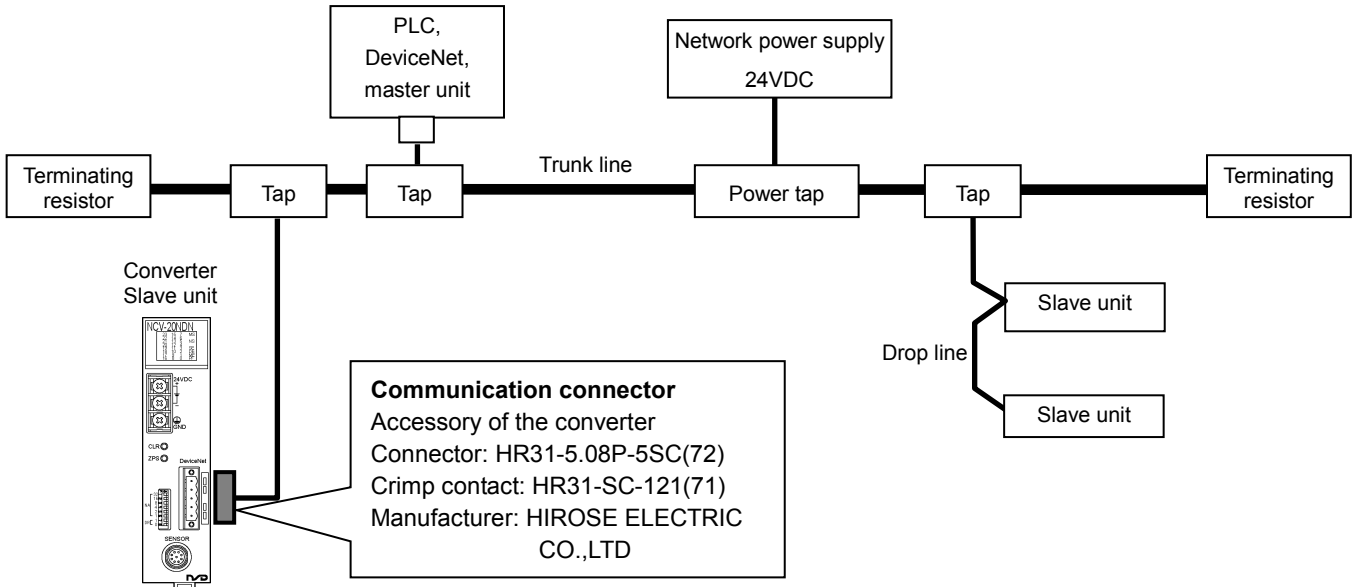 PLC,
DeviceNet,
master unit
Network power supply
24VDC
Terminating
resistor
Tap
Tap
Trunk line
Power tap
Tap
Terminating
resistor
Converter
Slave unit
NCV-20NDN
24VDC
GND
CLR
ZPS
DeviceNet
SENSOR
NSD
Communication connector
Accessory of the converter
Connector: HR31-5.08P-5SC(72)
Crimp contact: HR31-SC-121(71)
Manufacturer: HIROSE ELECTRIC
CO.,LTD
Slave unit
Drop line
Slave unit